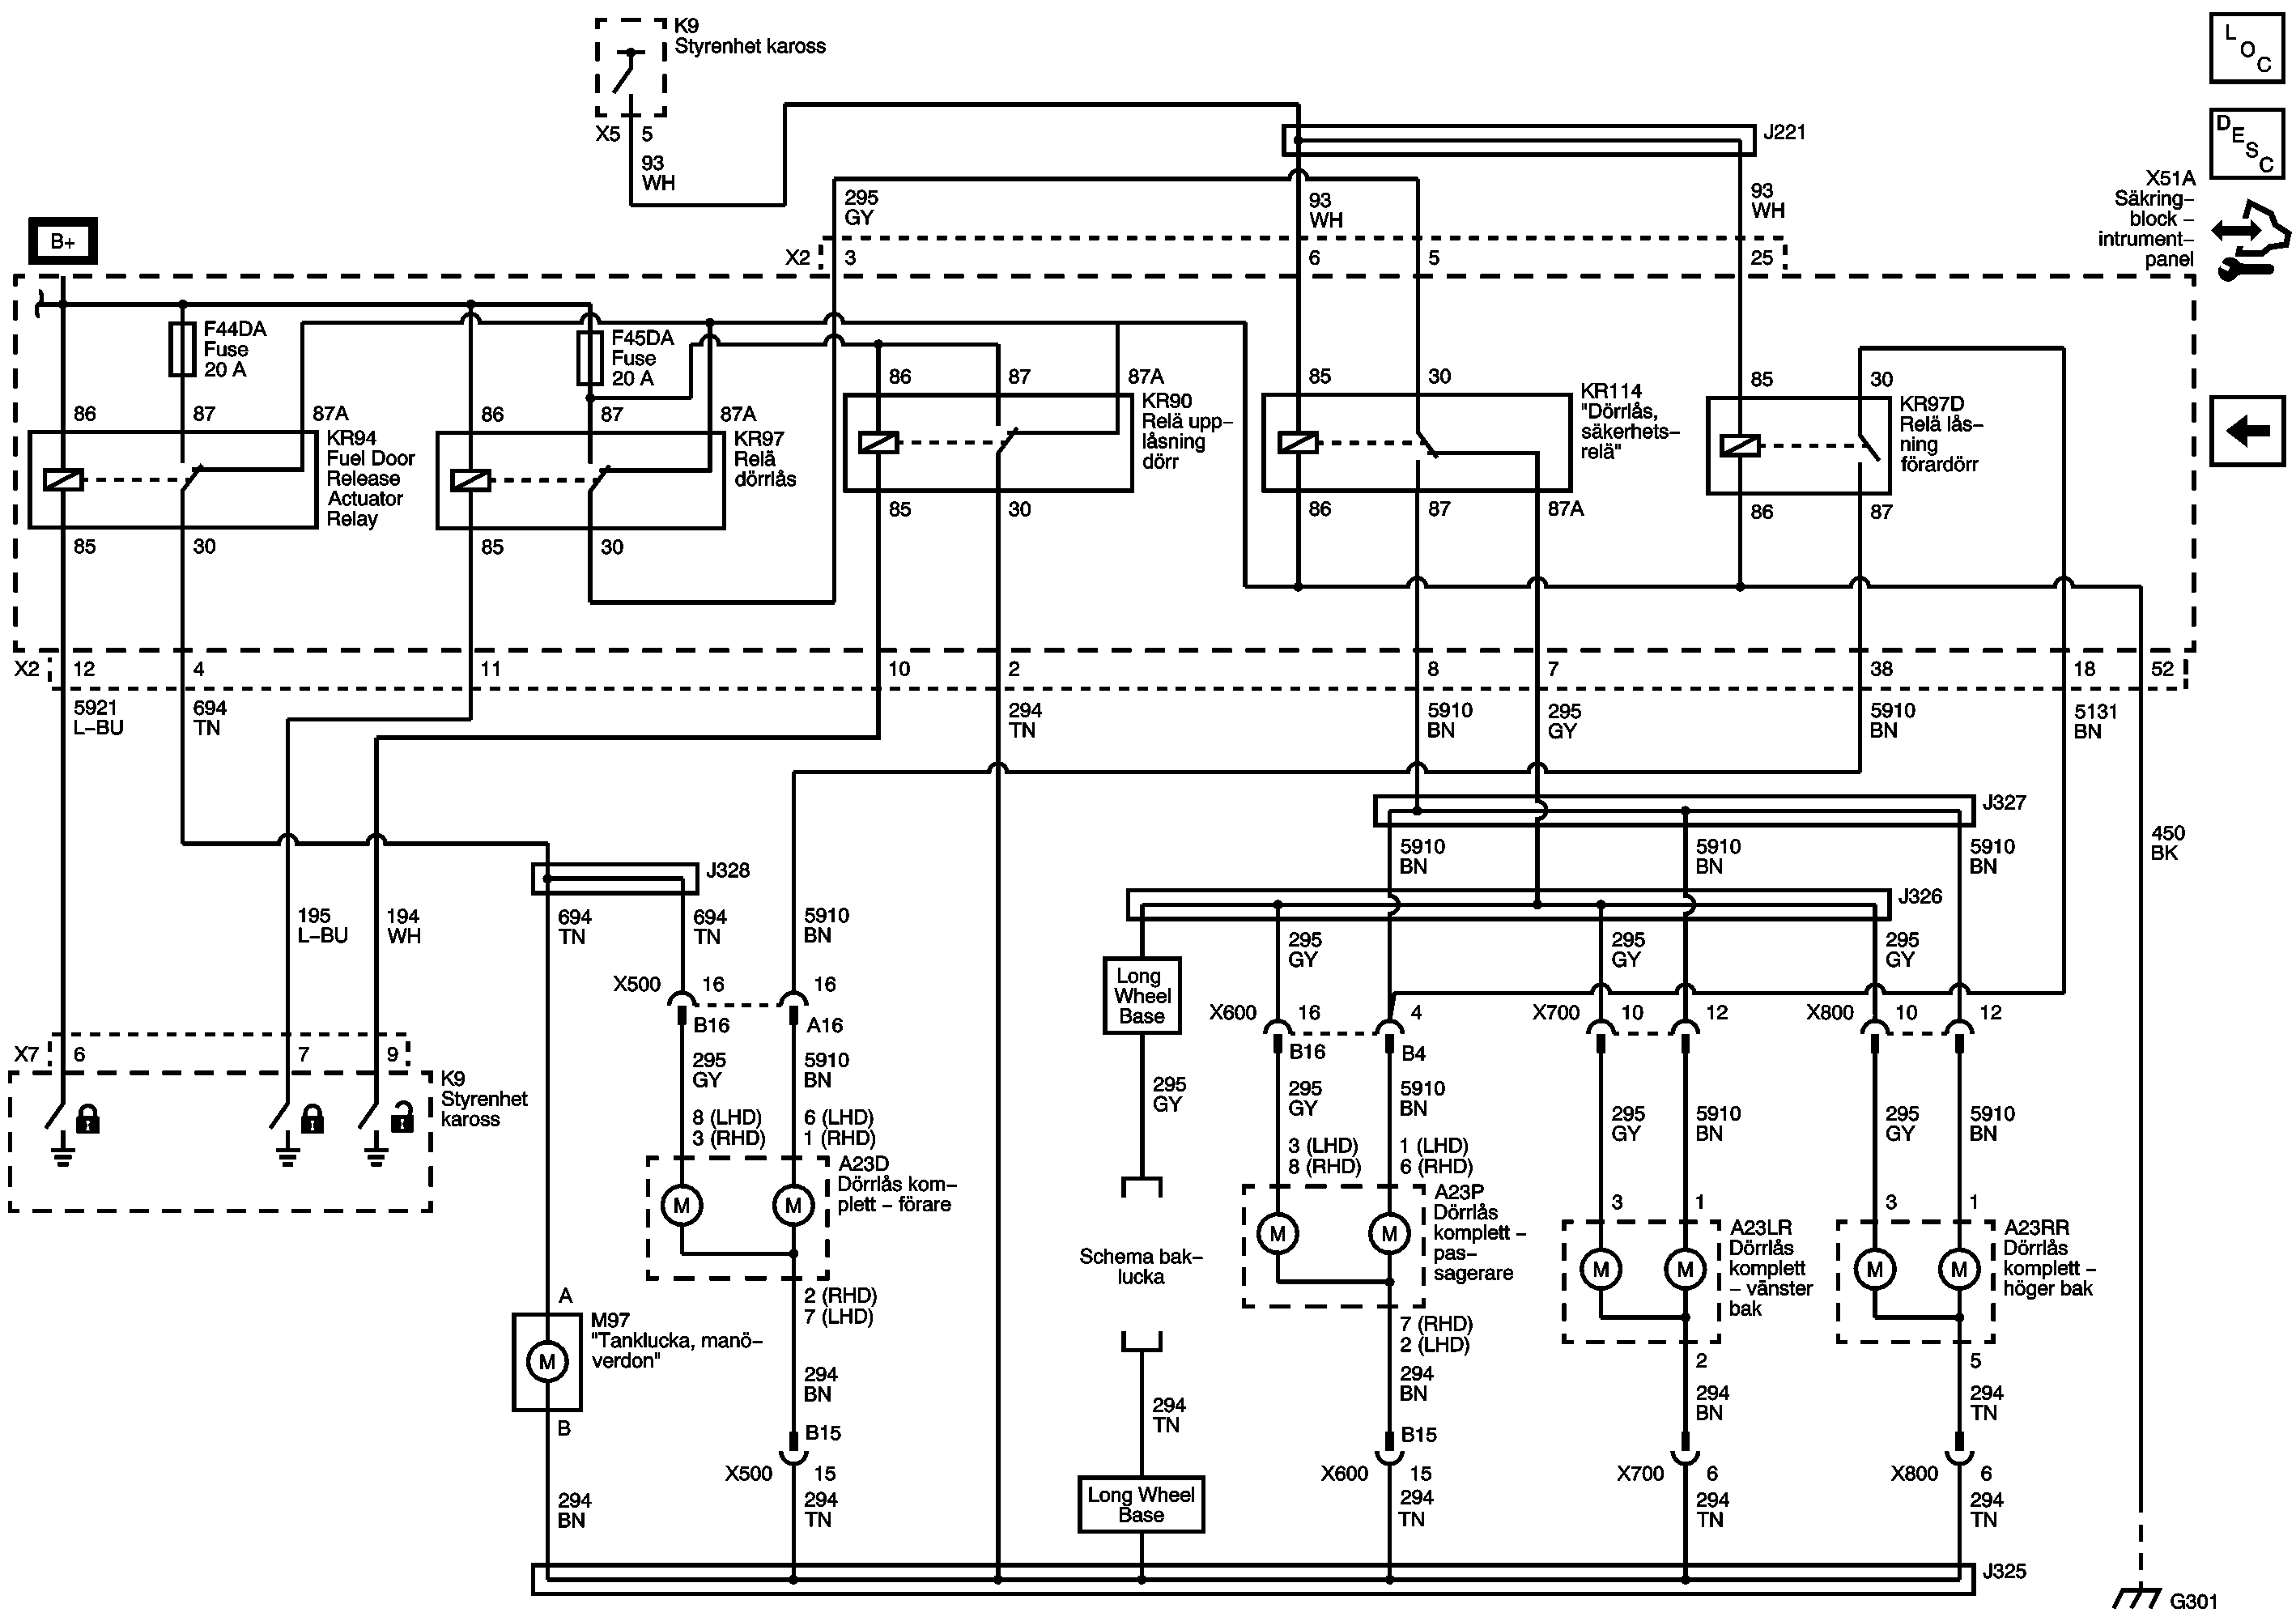 K9
Styrenhet kaross
X5 5
93
WH
L
O
C
D
E
S
C
J221
X51A
Säkring–
block –
intrument–
panel
295
GY
93
WH
93
WH
B+
X2 3 6 5 25
F44DA
Fuse
20 A
F45DA
Fuse
20 A
86 87 87A
KR94
Fuel Door
Release
Actuator
Relay
85 30
86 87 87A
KR97
Relä
dörrlås
85 30
86 87 87A
KR90
Relä upp–
låsning
dörr
85 30
85 30
KR114
"Dörrlås,
säkerhets–
relä"
86 87 87A
85 30
KR97D
Relä lås–
ning
förardörr
86 87
X2 12 4 11 10 2 8 7 38 18 52
5921
L–BU
694
TN
294
TN
5910
BN
295
GY
5910
BN
5131
BN
J327
5910
BN
5910
BN
5910
BN
450
BK
J328
J326
195
L–BU
194
WH
694
TN
694
TN
5910
BN
295
GY
295
GY
295
GY
Long
Wheel
Base
X500 16 16
B16 A16
X600 16 4
B16 B4
X700 10 12
X800 10 12
X7 6 7 9
K9
Styrenhet
kaross
295
GY
5910
BN
295
GY
295
GY
5910
BN
295
GY
5910
BN
295
GY
5910
BN
8 (LHD)
3 (RHD)
6 (LHD)
1 (RHD)
3 (LHD)
8 (RHD)
1 (LHD)
6 (RHD)
A23D
Dörrlås kom–
plett – förare
M M
A23P
Dörrlås
komplett –
pas–
sagerare
M M
3 1
A23LR
Dörrlås
komplett
– vänster
bak
M M
3 1
A23RR
Dörrlås
komplett –
höger bak
M M
Schema bak–
lucka
2 (RHD)
7 (LHD)
7 (RHD)
2 (LHD)
2
5
A
M97
"Tanklucka, manö–
verdon"
M
B
294
BN
294
TN
294
BN
294
BN
294
TN
B15
X500 15
B15
X600 15
X700 6
X800 6
Long Wheel
Base
294
BN
294
TN
294
TN
294
TN
294
TN
J325
G301